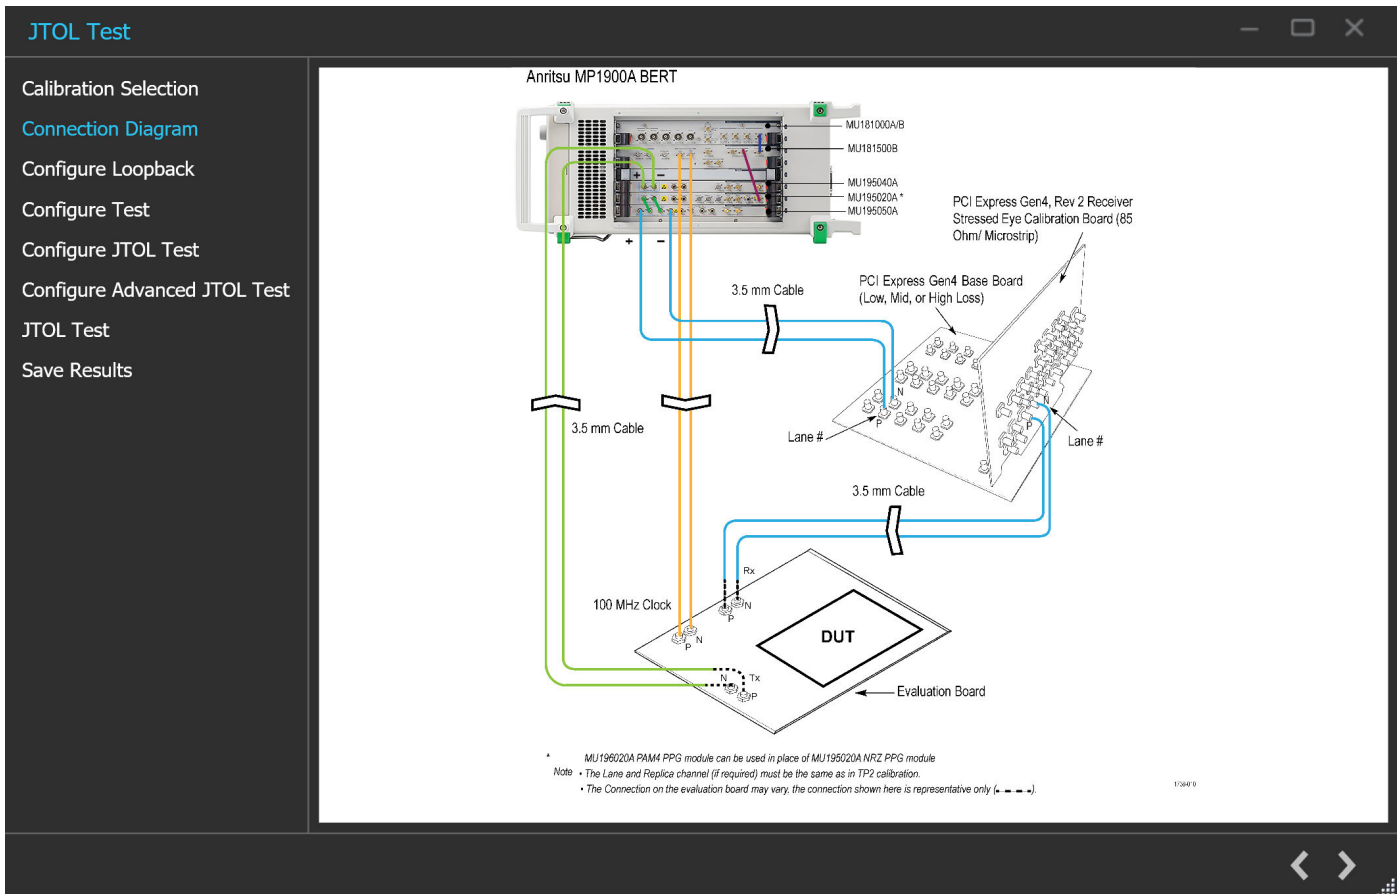 JTOL Test
Calibration Selection
Connection Diagram
Configure Loopback
Configure Test
Configure JTOL Test
Configure Advanced JTOL Test
JTOL Test
Save Results
Anritsu MP1900A BERT
MU181000A/B
MU181500B
MU195040A
MU195020A *
MU195050A
+ –
+ –
PCI Express Gen4, Rev 2 Receiver
Stressed Eye Calibration Board (85
Ohm/ Microstrip)
PCI Express Gen4 Base Board
(Low, Mid, or High Loss)
3.5 mm Cable
N
P
Lane #
N
P
Lane #
3.5 mm Cable
3.5 mm Cable
Rx
N
P
100 MHz Clock
N
P
DUT
N
Tx
P
Evaluation Board
* MU196020A PAM4 PPG module can be used in place of MU195020A NRZ PPG module
Note • The Lane and Replica channel (if required) must be the same as in TP2 calibration.
• The Connection on the evaluation board may vary. the connection shown here is representative only ( ).